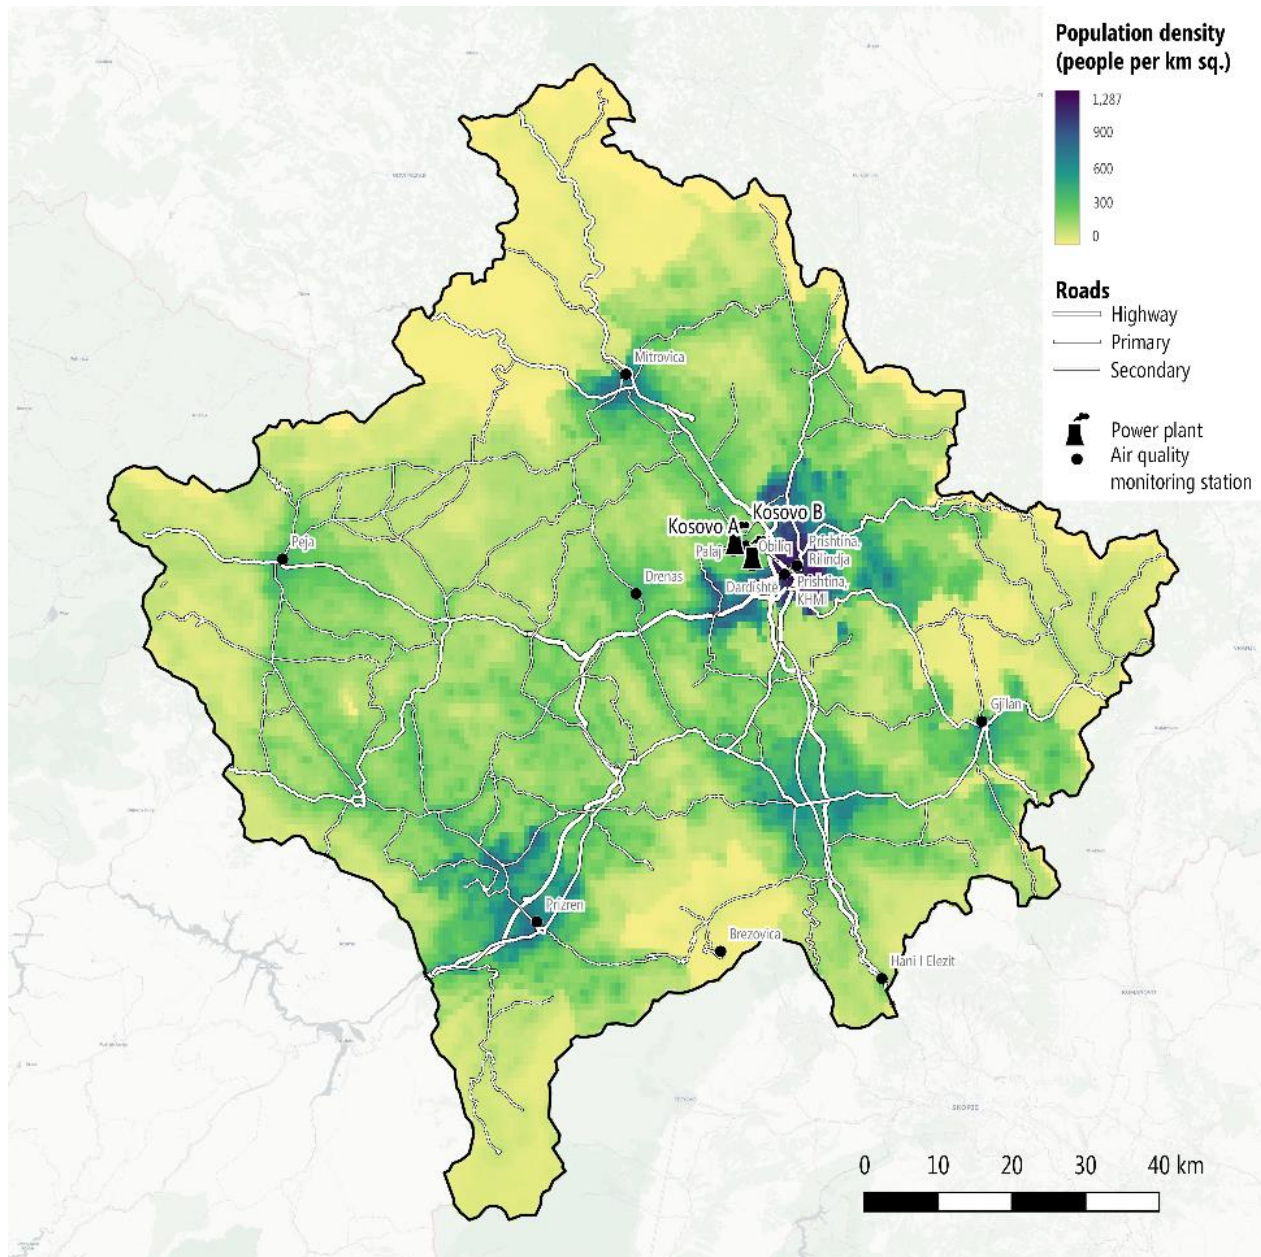 Population density
(people per km sq.)
1,287
900
600
300
0
Roads
Highway
Primary
Secondary
Power plant
Air quality
monitoring station
Mitrovica
Kosovo A
Kosovo B
Palaj
Obiliq
Prishtina,
Rilindja
Peja
Drenas
Dardishtë
Prishtina,
KHMI
Gjilan
Prizren
Brezovica
Hani I Elezit
SKOPJE
0 10 20 30 40 km